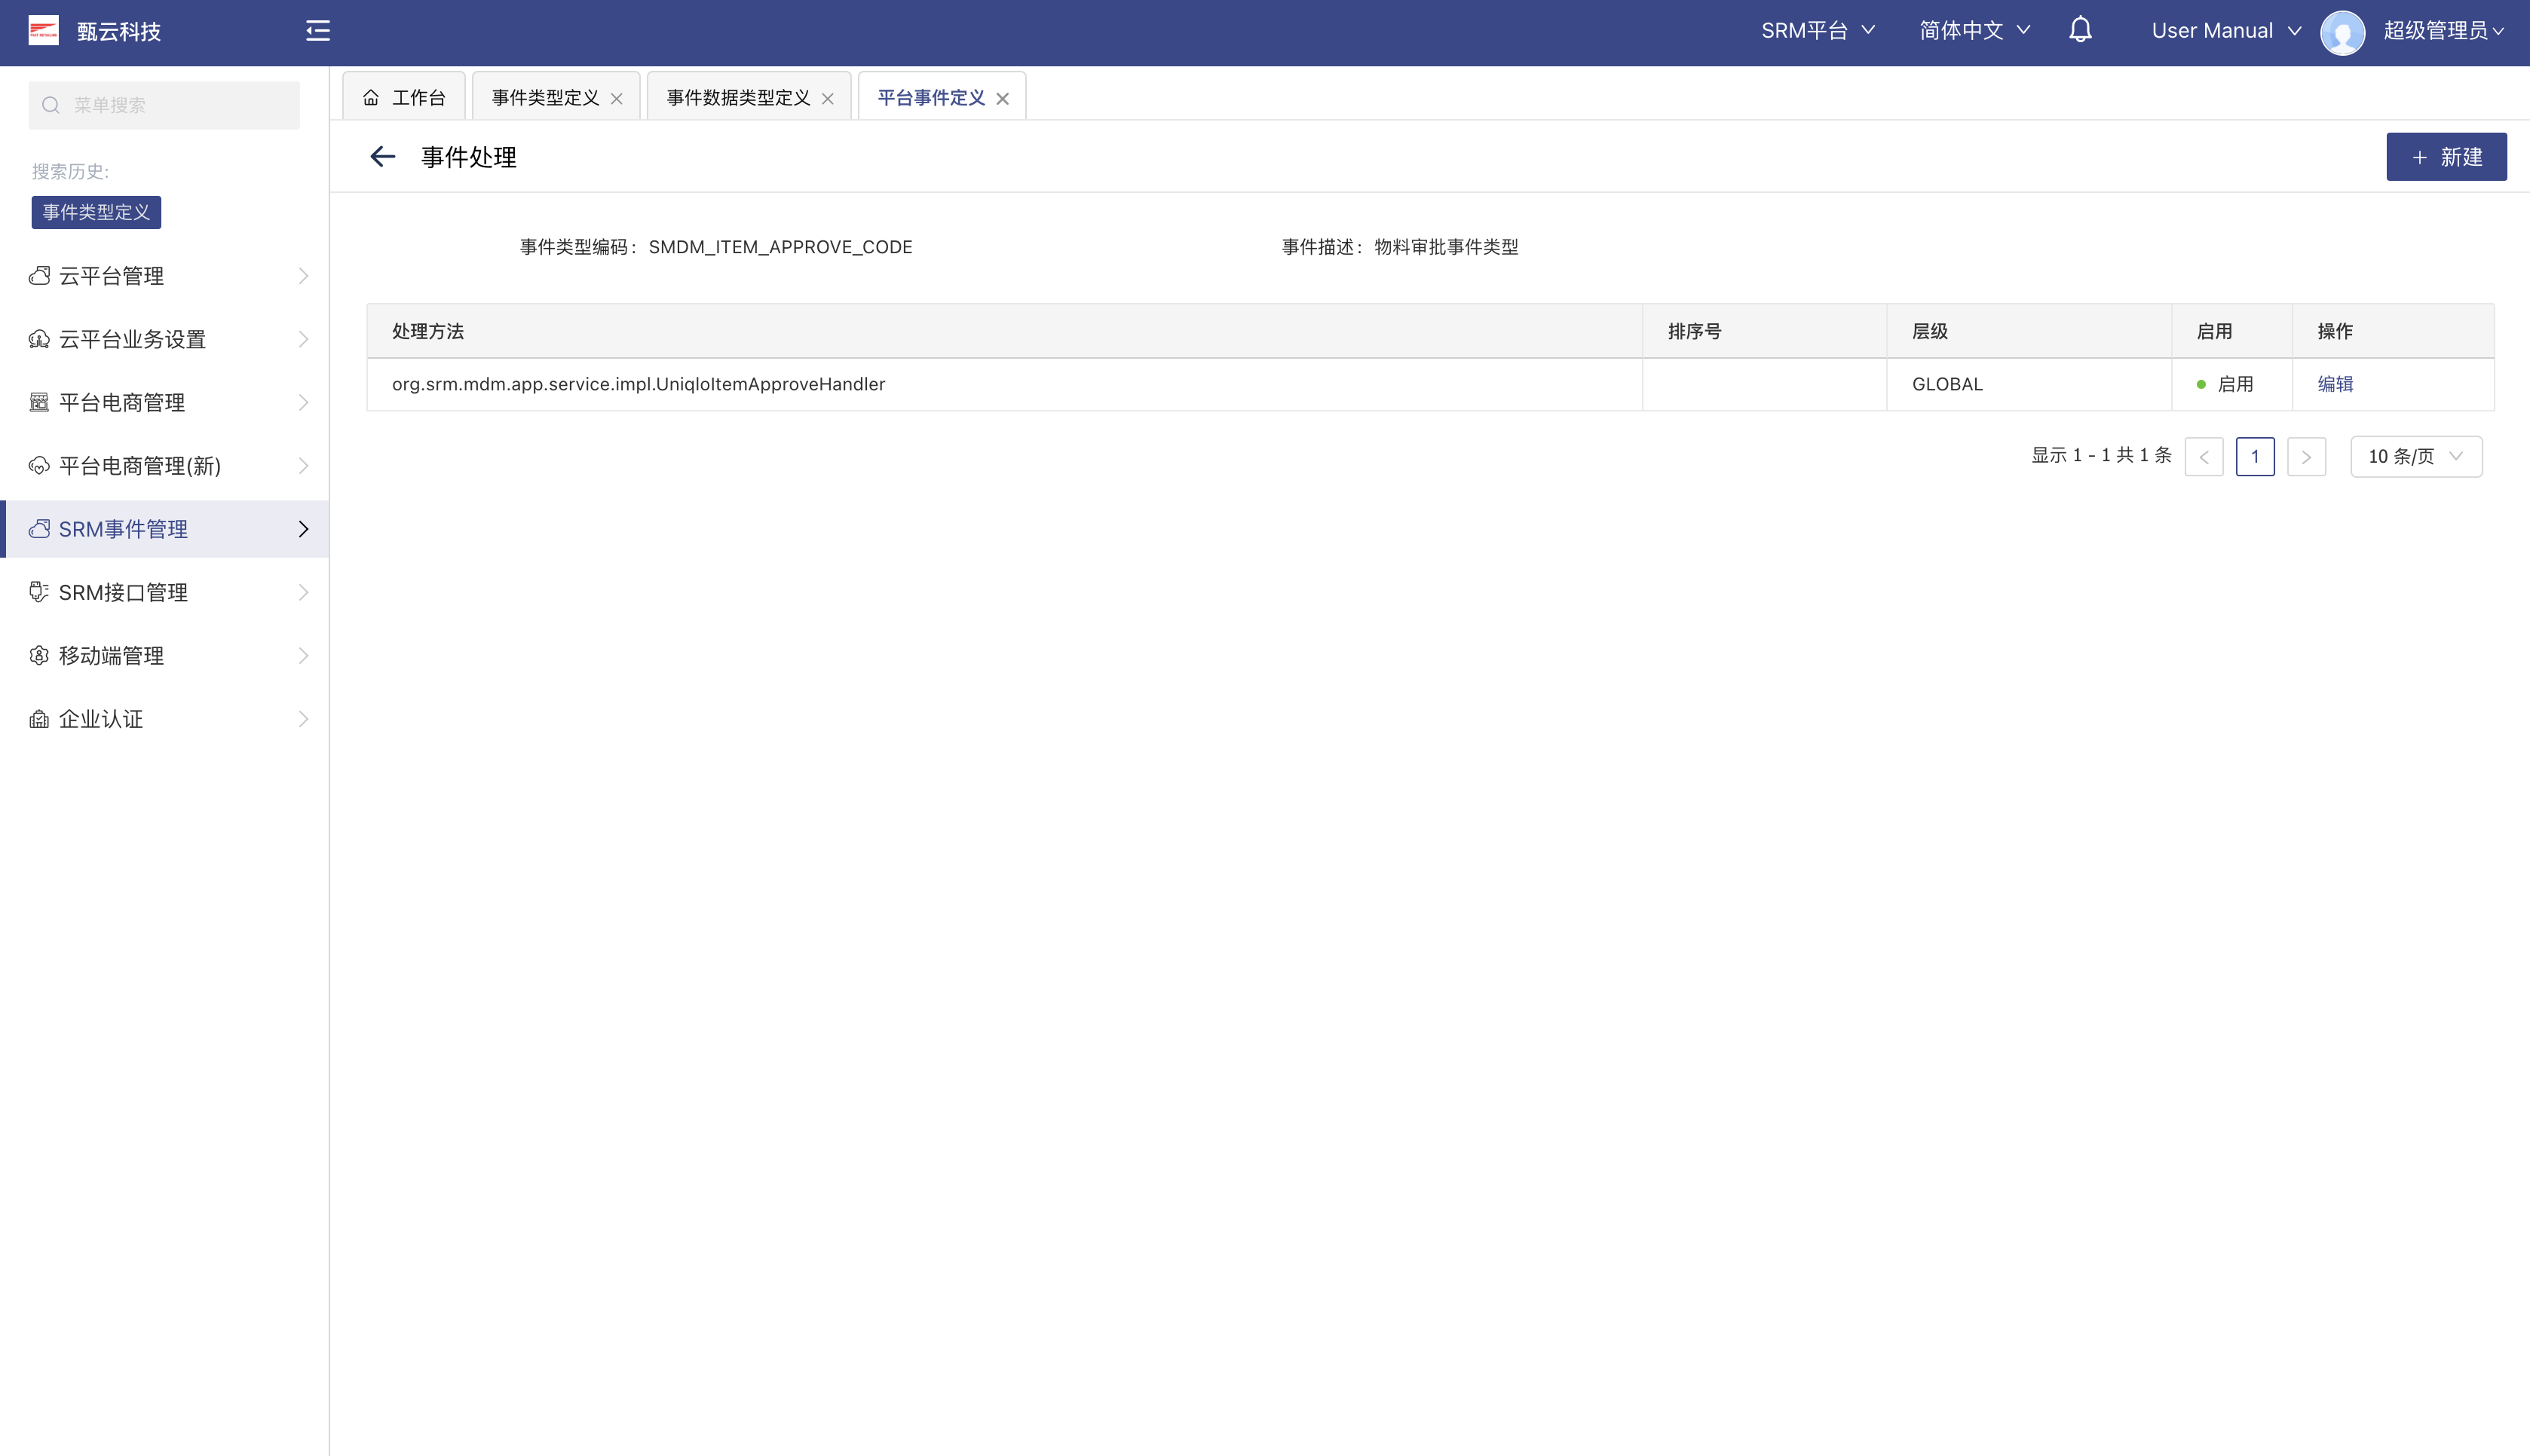 甄云科技
SRM平台
简体中文
User Manual
超级管理员
菜单搜索
搜索历史:
事件类型定义
云平台管理
云平台业务设置
平台电商管理
平台电商管理(新)
SRM事件管理
SRM接口管理
移动端管理
企业认证
工作台
事件类型定义
事件数据类型定义
平台事件定义
事件处理
新建
事件类型编码: SMDM_ITEM_APPROVE_CODE
事件描述: 物料审批事件类型
处理方法 排序号 层级 启用 操作
org.srm.mdm.app.service.impl.UniqloItemApproveHandler GLOBAL 启用 编辑
显示 1 - 1 共 1 条 1 10 条/页